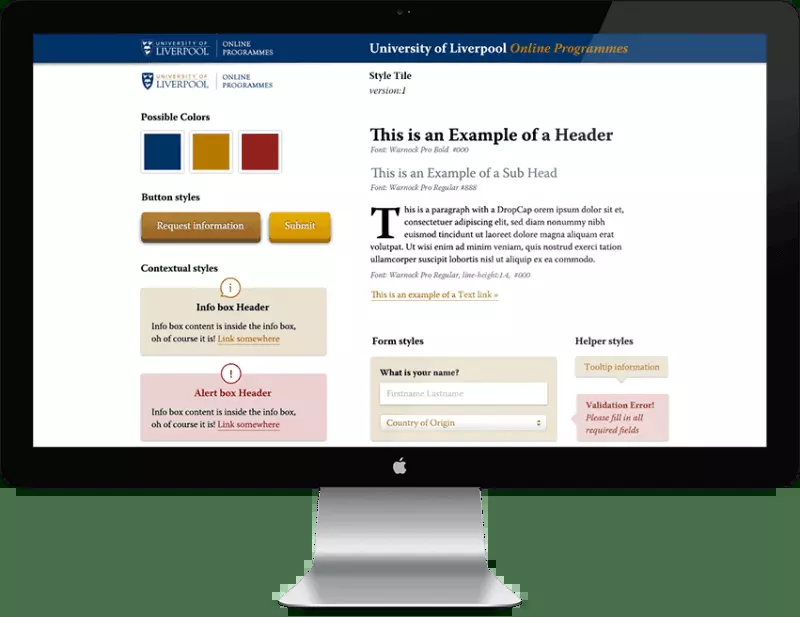 UNIVERSITY OF
LIVERPOOL
ONLINE
PROGRAMMES
University of Liverpool Online Programmes
UNIVERSITY OF
LIVERPOOL
ONLINE
PROGRAMMES
Style Tile
version:1
Possible Colors
Button styles
Request information
Submit
Contextual styles
i
Info box Header
Info box content is inside the info box,
oh of course it is! Link somewhere
!
Alert box Header
Info box content is inside the info box,
oh of course it is! Link somewhere
This is an Example of a Header
Font: Warnock Pro Bold #000
This is an Example of a Sub Head
Font: Warnock Pro Regular #888
This is a paragraph with a DropCap orem ipsum dolor sit et,
consectetuer adipiscing elit, sed diam nonummy nibh
euismod tincidunt ut laoreet dolore magna aliquam erat
volutpat. Ut wisi enim ad minim veniam, quis nostrud exerci tation
ullamcorper suscipit lobortis nisl ut aliquip ex ea commodo.
Font: Warnock Pro Regular, line-height:1.4, #000
This is an example of a Text link »
Form styles
What is your name?
Firstname Lastname
Country of Origin
Helper styles
Tooltip information
Validation Error!
Please fill in all
required fields